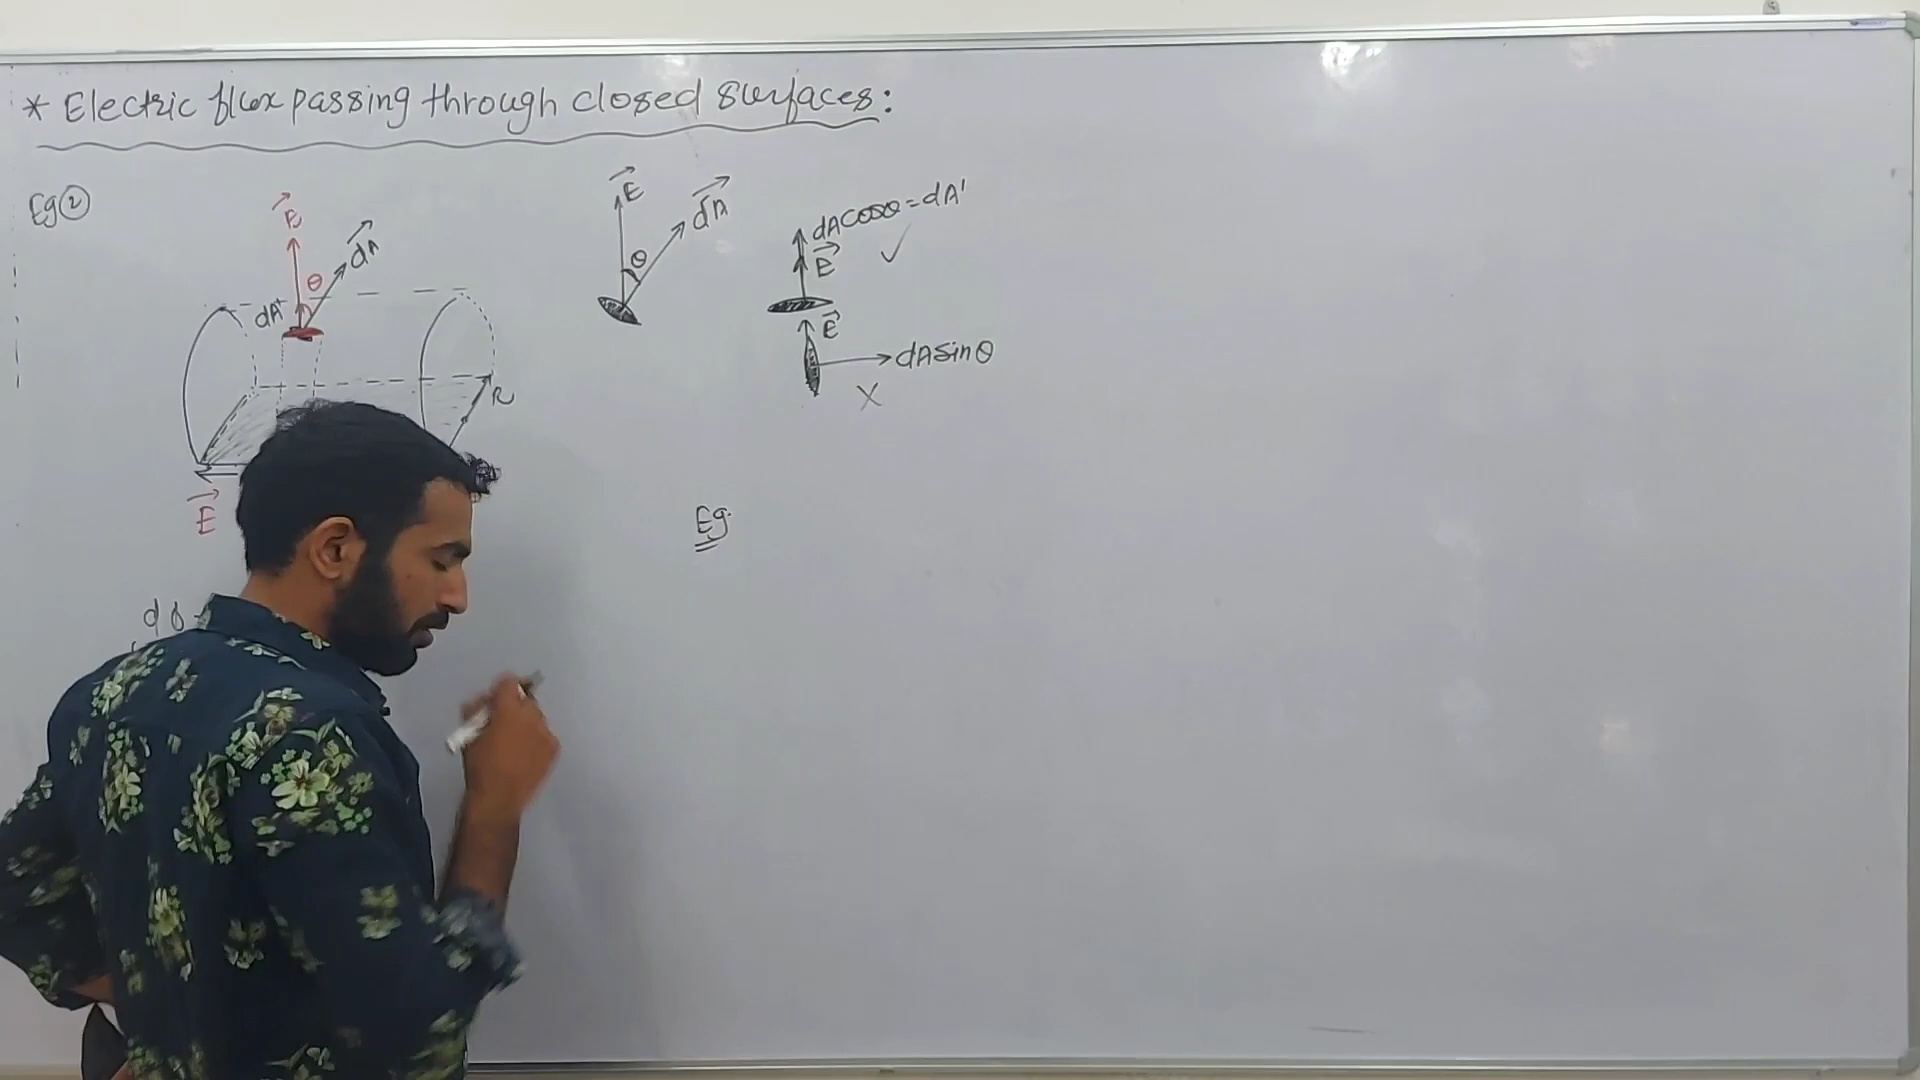 * Electric flux passing through closed surfaces:
Eg②
E⃗
θ
dA⃗
dA'
R
E⃗
dϕ
E⃗
θ
dA⃗
dAcosθ = dA'
E⃗
✓
E⃗
dAsinθ
X
Eg.